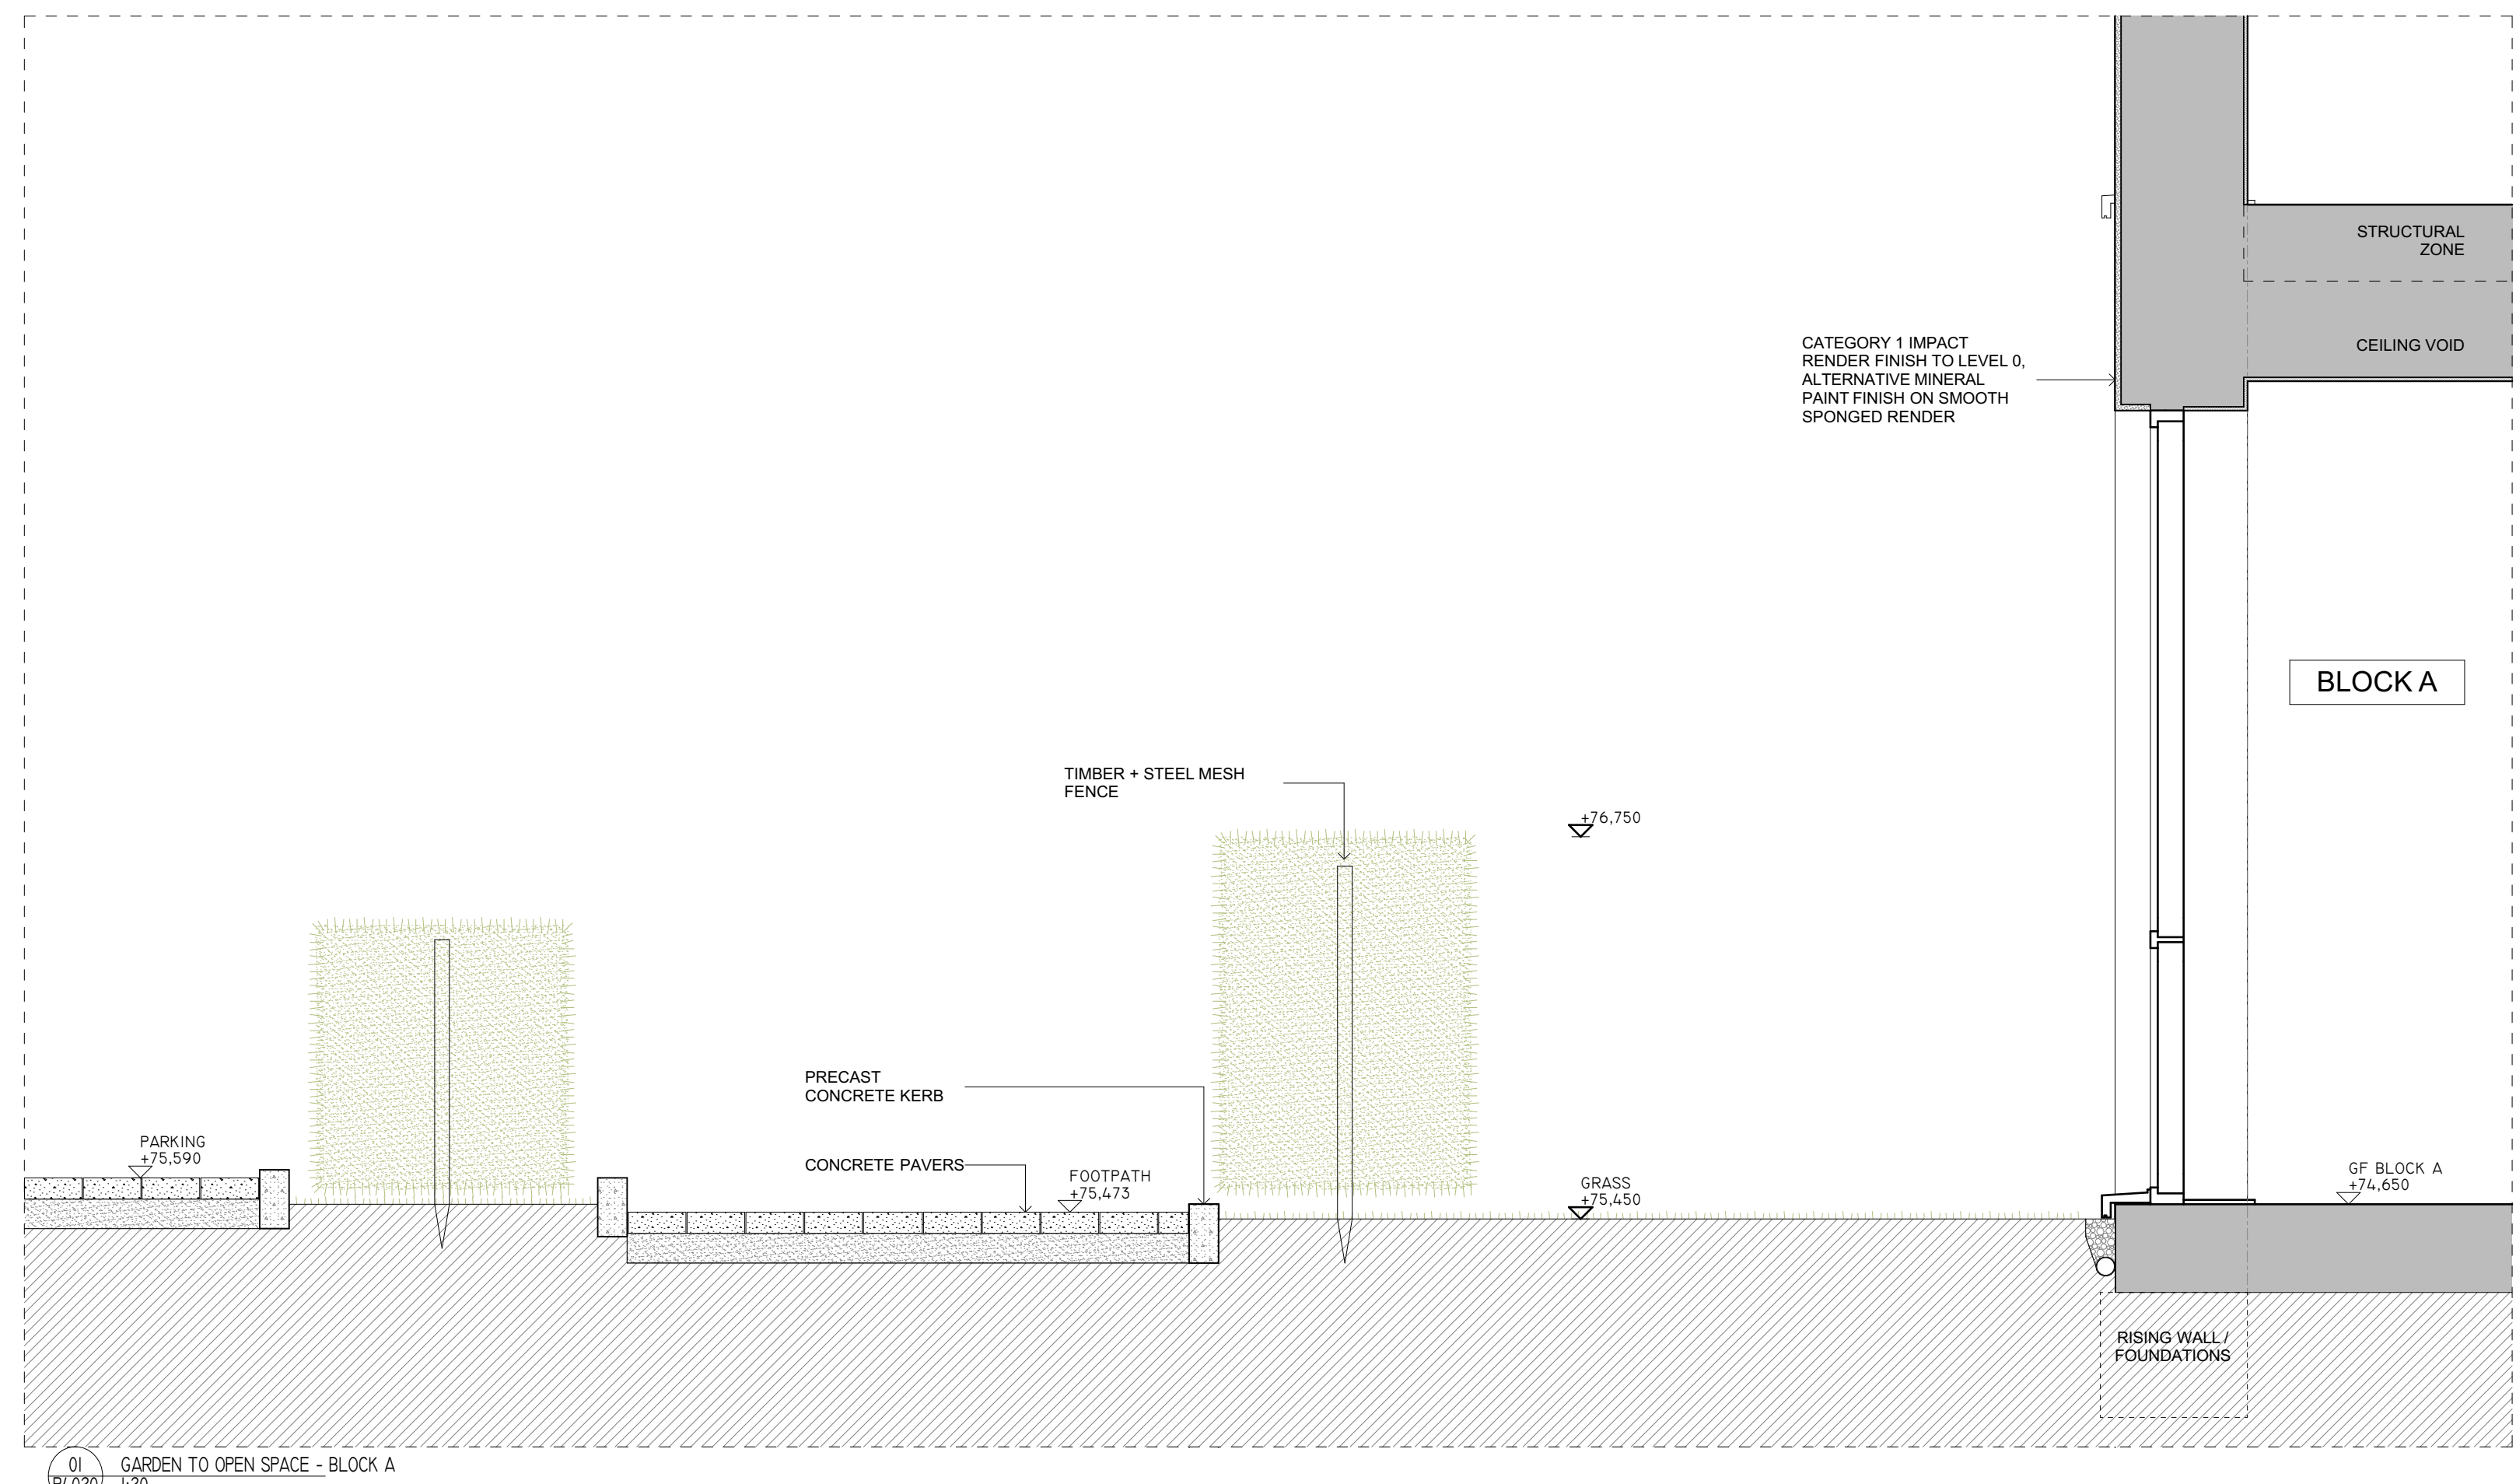 STRUCTURAL
ZONE
CATEGORY 1 IMPACT
RENDER FINISH TO LEVEL 0,
ALTERNATIVE MINERAL
PAINT FINISH ON SMOOTH
SPONGED RENDER
CEILING VOID
BLOCK A
TIMBER + STEEL MESH
FENCE
+76,750
PRECAST
CONCRETE KERB
PARKING
+75,590
CONCRETE PAVERS
FOOTPATH
+75,473
GRASS
+75,450
GF BLOCK A
+74,650
RISING WALL /
FOUNDATIONS
01 GARDEN TO OPEN SPACE - BLOCK A
1:20